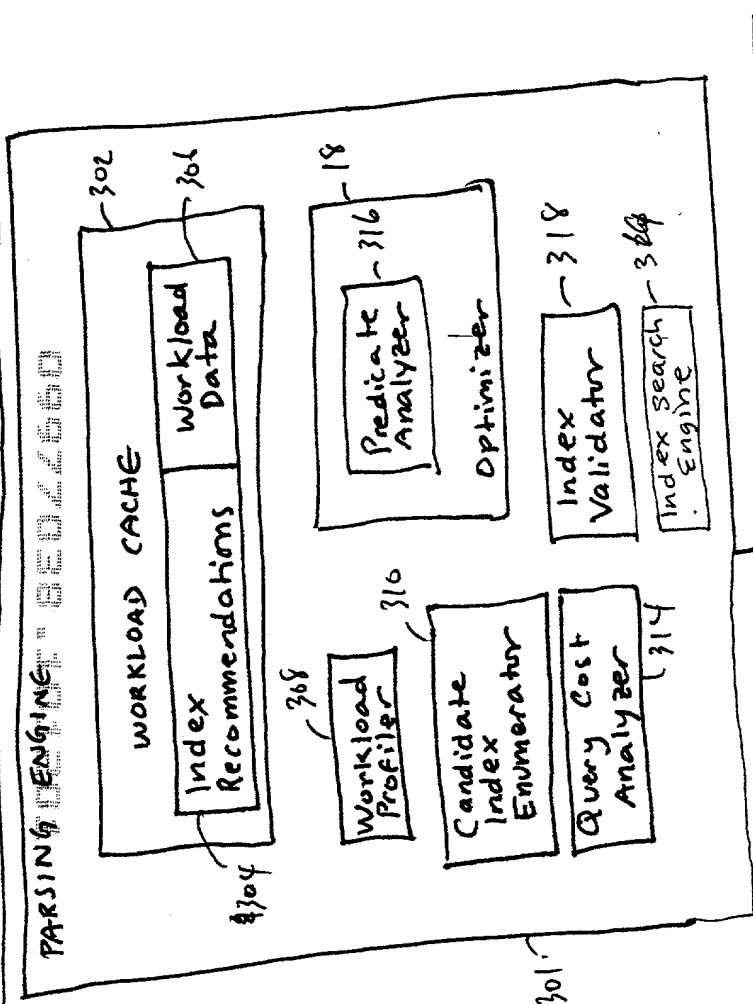 PARSING ENGINE
302
WORKLOAD CACHE
306
Index
Recommendations
Workload
Data
304
368
Workload
Profiler
18
Predicate
Analyzer
316
Optimizer
310
Candidate
Index
Enumerator
Index
Validator
318
Query Cost
Analyzer
314
Index Search
Engine
301